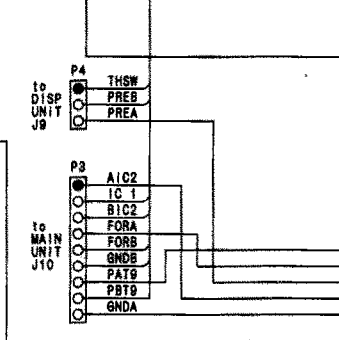 P4
to
DISP
UNIT
J9
THSW
PREB
PREA
P3
to
MAIN
UNIT
J10
AIC2
IC 1
BIC2
FORA
FORB
GNDB
PAT9
PBT9
GNDA